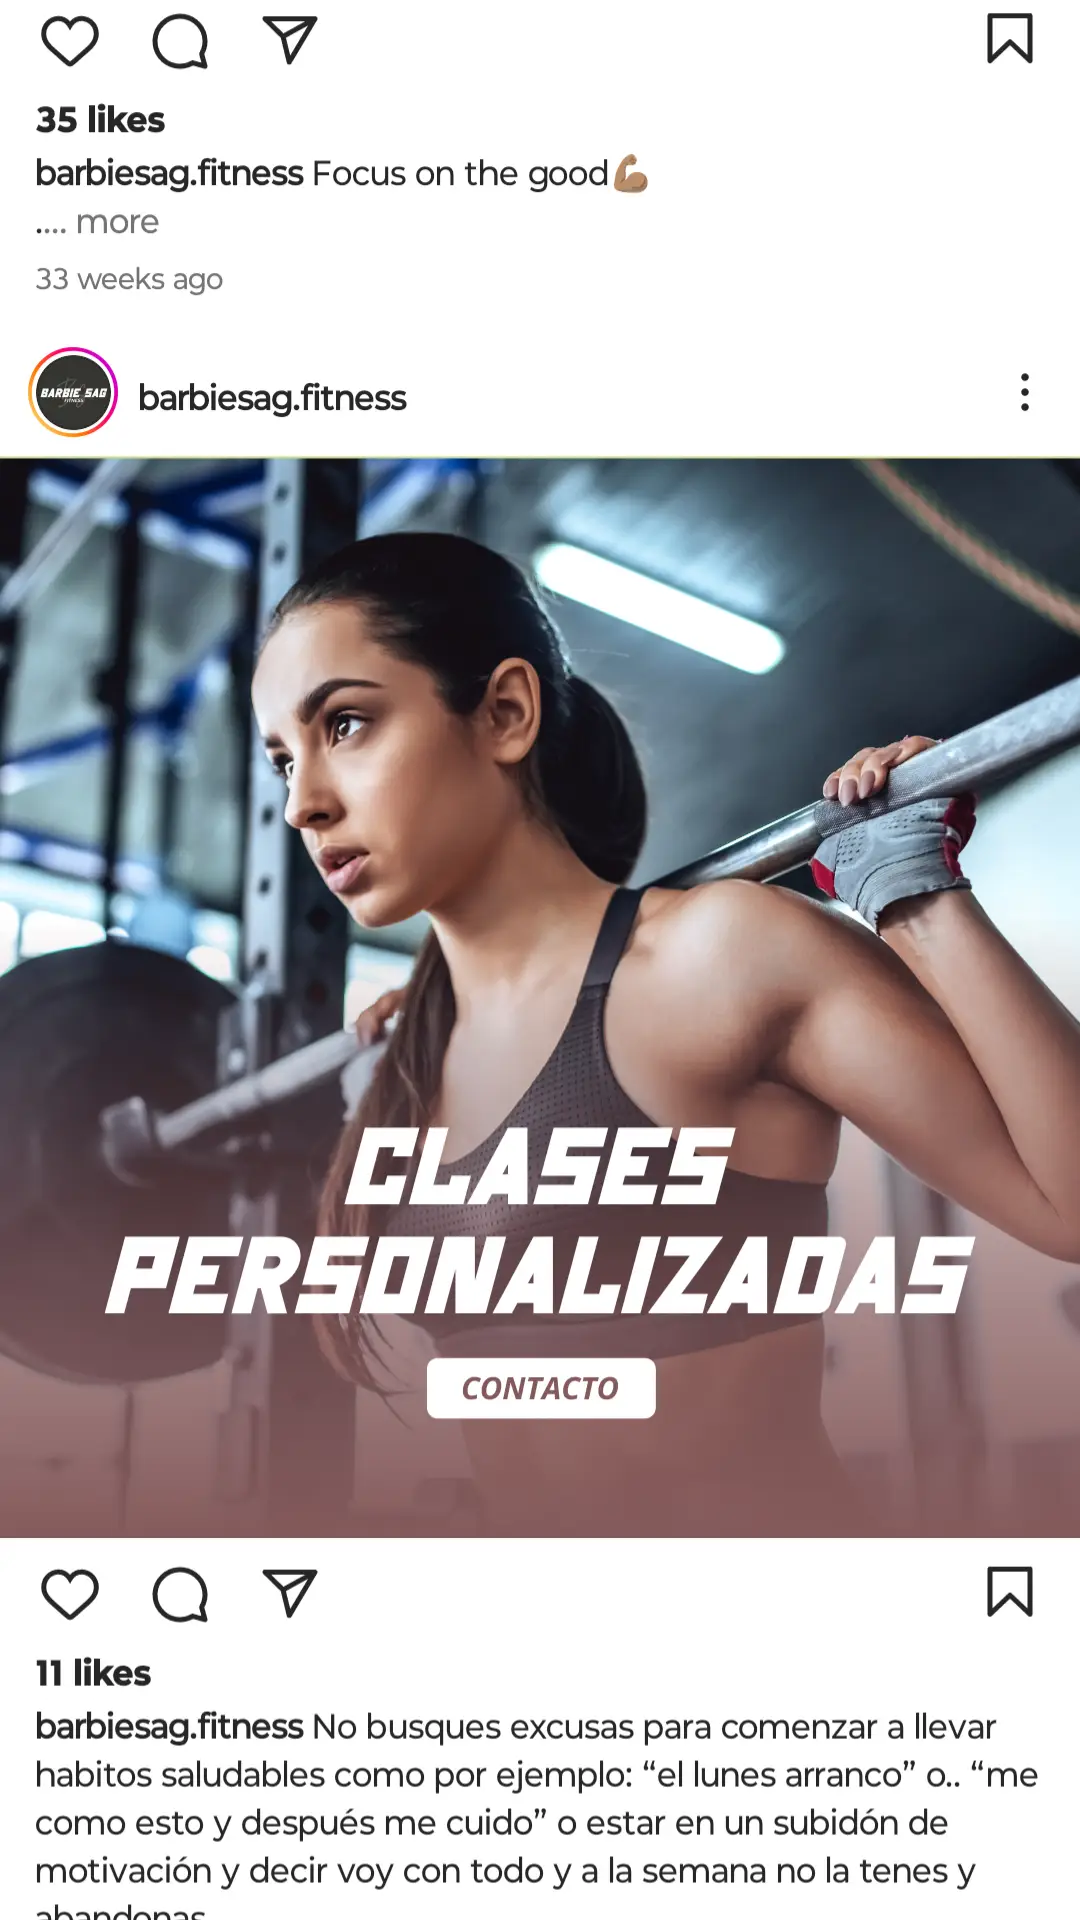 35 likes
barbiesag.fitness Focus on the good💪🏽
.... more
33 weeks ago
BARBIE SAG
FITNESS
barbiesag.fitness
CLASES
PERSONALIZADAS
CONTACTO
11 likes
barbiesag.fitness No busques excusas para comenzar a llevar
habitos saludables como por ejemplo: “el lunes arranco” o.. “me
como esto y después me cuido” o estar en un subidón de
motivación y decir voy con todo y a la semana no la tenes y
abandonas